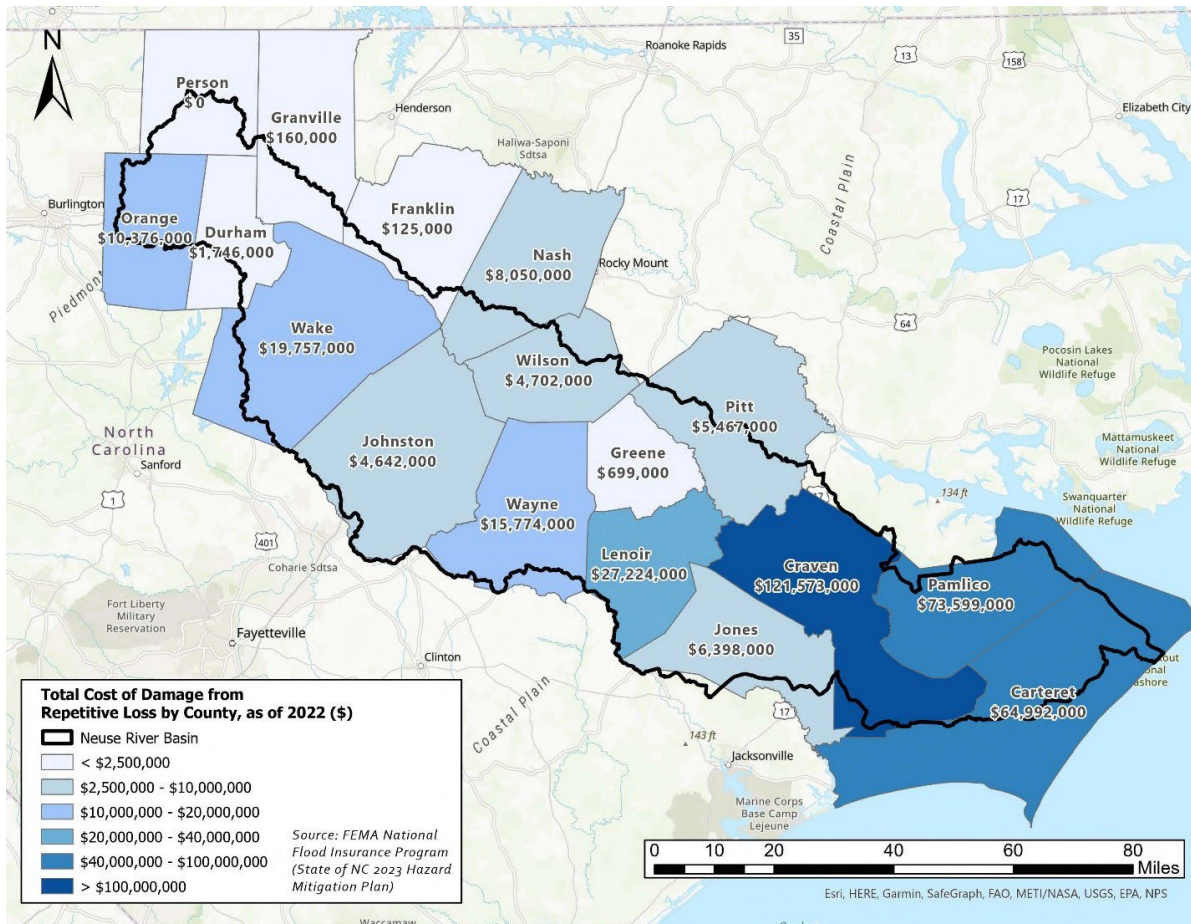 N
35
13
158
Roanoke Rapids
Elizabeth City
Henderson
Haliwa-Saponi
Sdtsa
Person
$0
Granville
$160,000
Burlington
Orange
$10,376,000
Durham
$1,746,000
Franklin
$125,000
Nash
$8,050,000
Rocky Mount
Coastal Plain
17
64
Piedmont
Wake
$19,757,000
Wilson
$4,702,000
Pocosin Lakes
National
Wildlife Refuge
North
Carolina
Sanford
1
Johnston
$4,642,000
Greene
$699,000
Pitt
$5,467,000
Mattamuskeet
National
Wildlife Refuge
Swanquarter
National
Wildlife Refuge
134 ft
401
Coharie Sdtsa
Wayne
$15,774,000
Lenoir
$27,224,000
Craven
$121,573,000
Pamlico
$73,599,000
Fort Liberty
Military
Reservation
Fayetteville
Clinton
Jones
$6,398,000
Carteret
$64,992,000
Coastal Plain
17
143 ft
Jacksonville
Marine Corps
Base Camp
Lejeune
Total Cost of Damage from
Repetitive Loss by County, as of 2022 ($)
Neuse River Basin
< $2,500,000
$2,500,000 - $10,000,000
$10,000,000 - $20,000,000
$20,000,000 - $40,000,000
$40,000,000 - $100,000,000
> $100,000,000
Source: FEMA National
Flood Insurance Program
(State of NC 2023 Hazard
Mitigation Plan)
0 10 20 40 60 80
Miles
Esri, HERE, Garmin, SafeGraph, FAO, METI/NASA, USGS, EPA, NPS